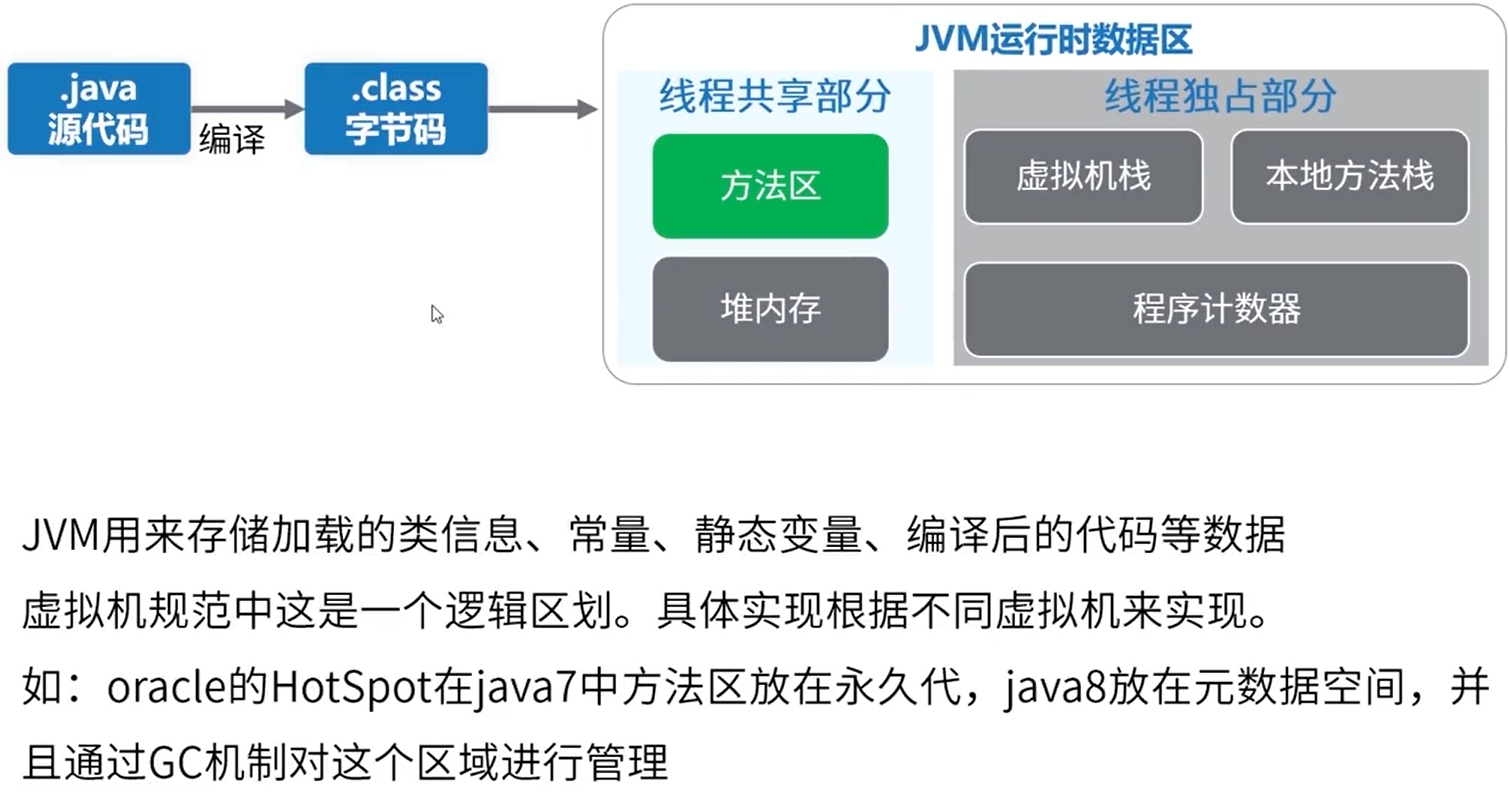 .java
源代码
编译
.class
字节码
JVM运行时数据区
线程共享部分
方法区
堆内存
线程独占部分
虚拟机栈
本地方法栈
程序计数器
JVM用来存储加载的类信息、常量、静态变量、编译后的代码等数据
虚拟机规范中这是一个逻辑区划。具体实现根据不同虚拟机来实现。
如：oracle的HotSpot在java7中方法区放在永久代，java8放在元数据空间，并
且通过GC机制对这个区域进行管理